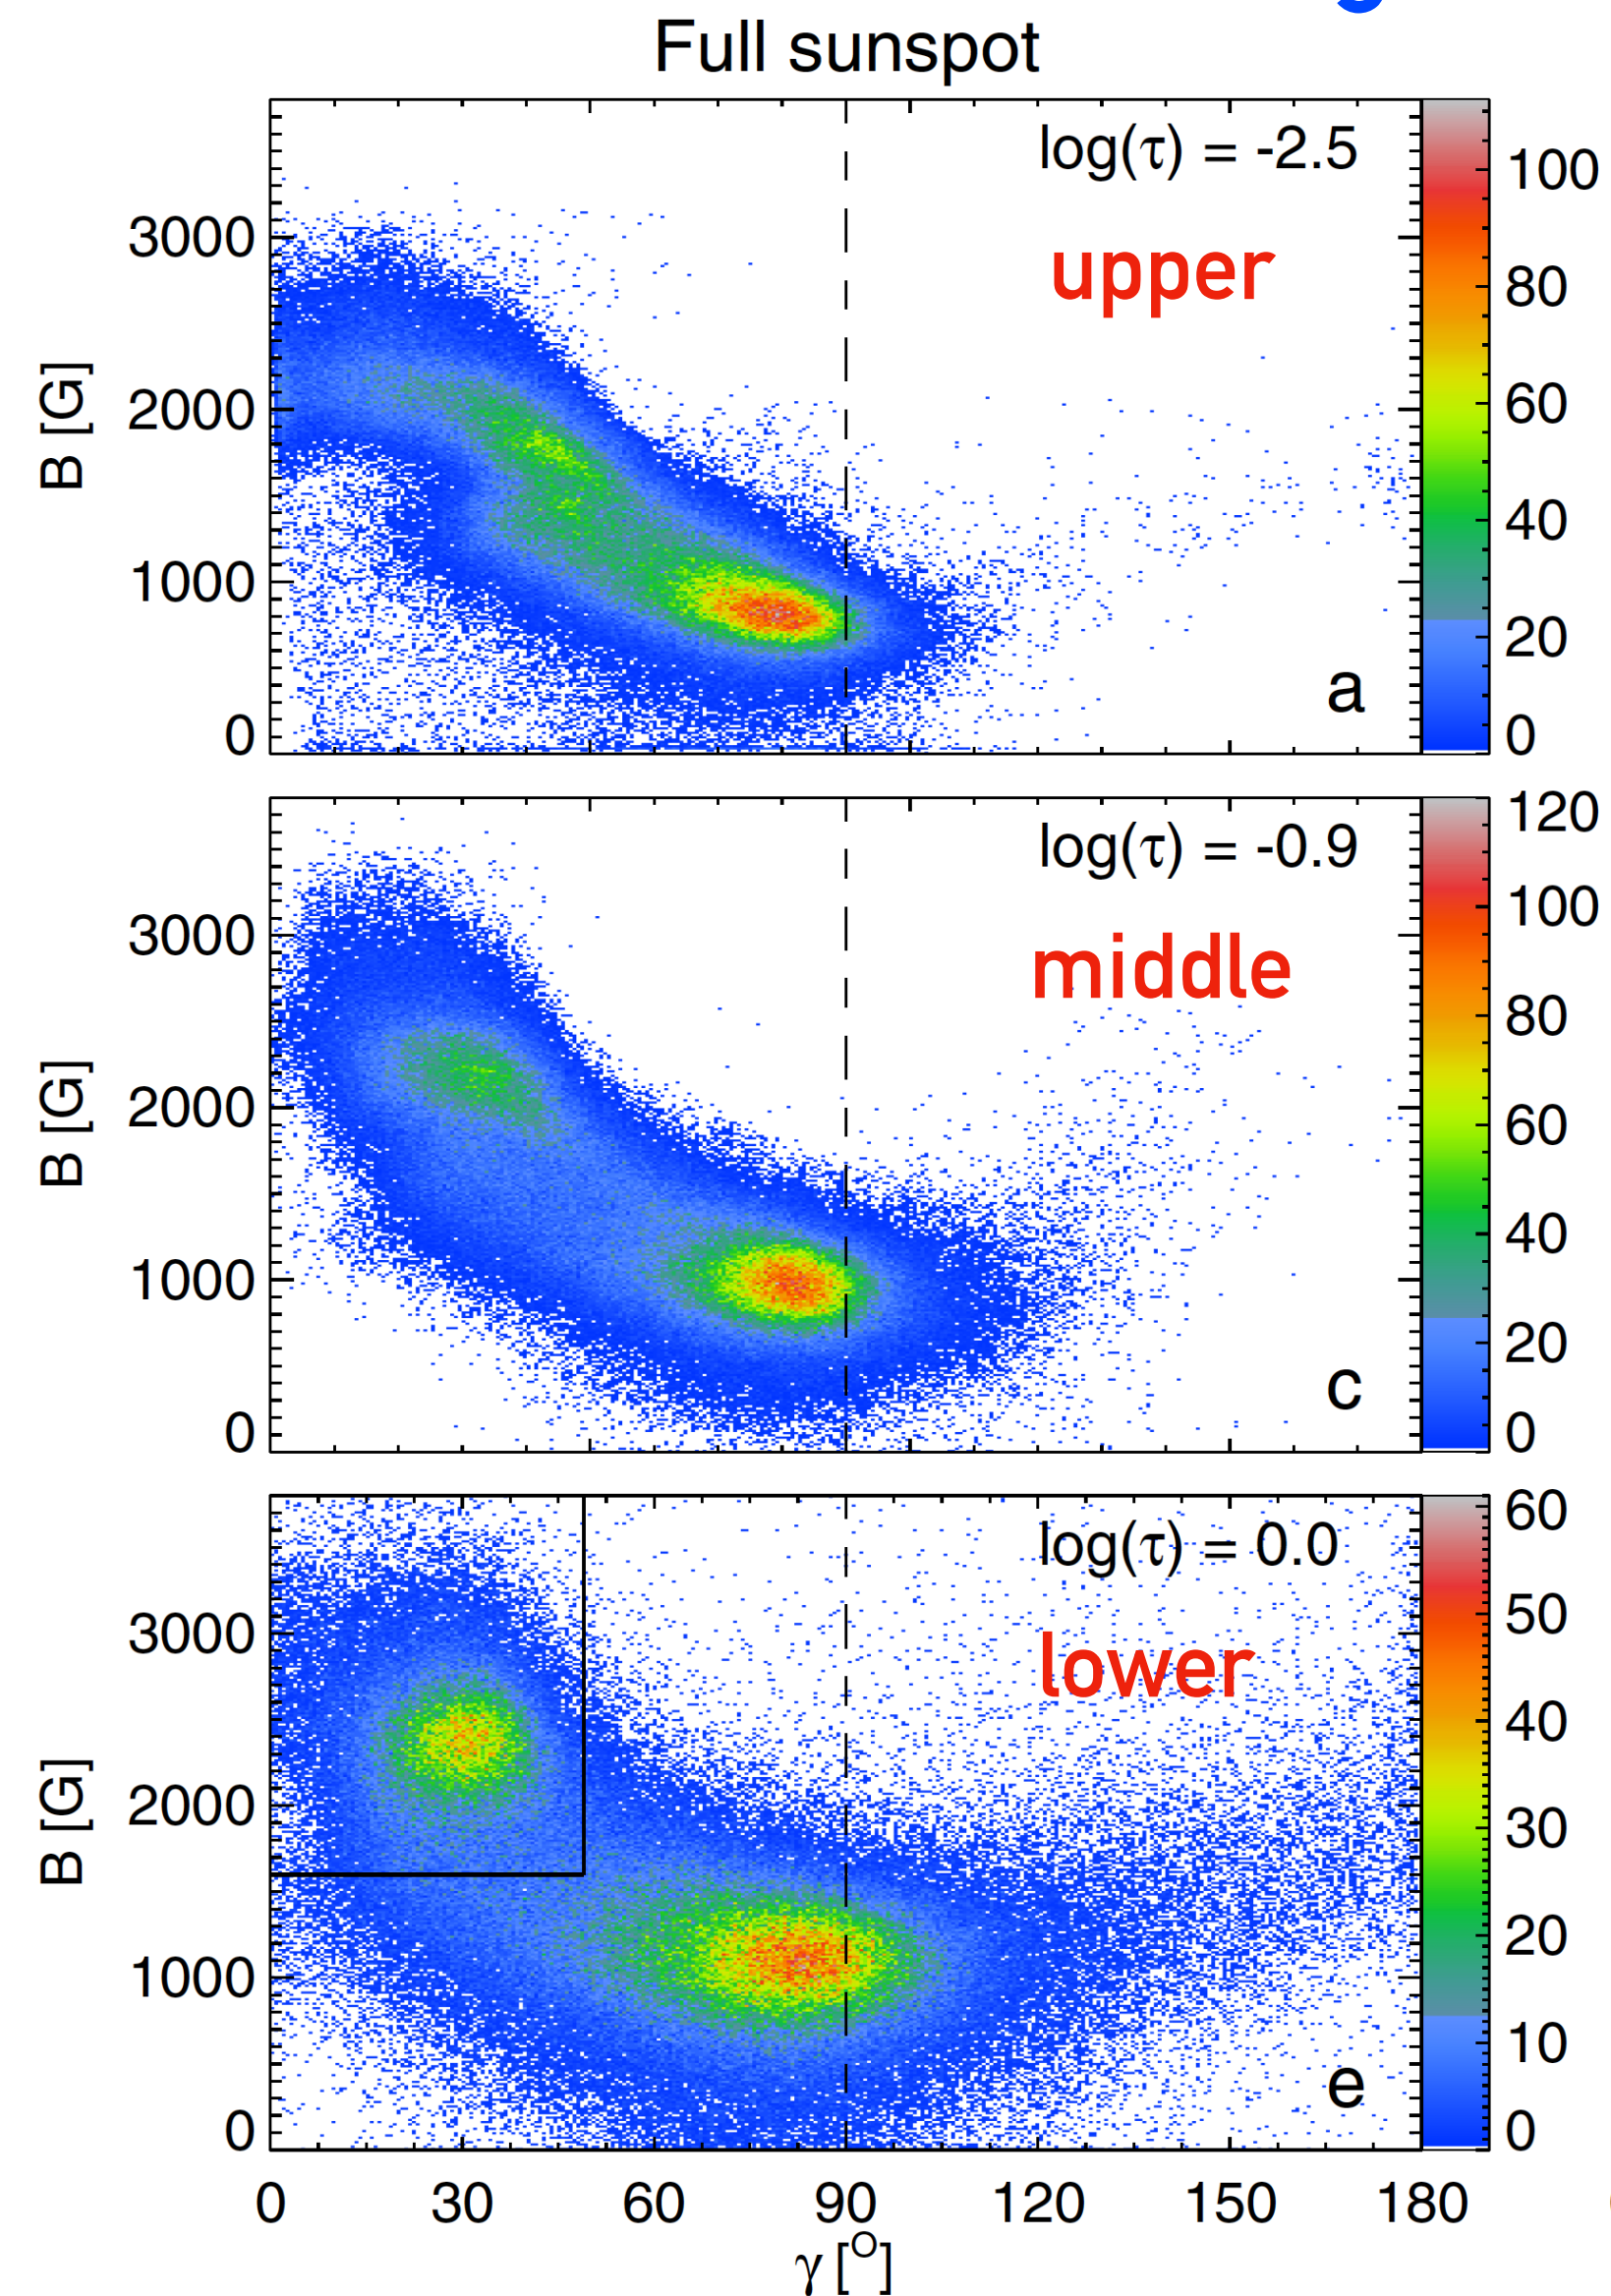 Full sunspot
log(τ) = -2.5
upper
a
B [G]
3000
2000
1000
0
100
80
60
40
20
0
log(τ) = -0.9
middle
c
B [G]
3000
2000
1000
0
120
100
80
60
40
20
0
log(τ) = 0.0
lower
e
B [G]
3000
2000
1000
0
60
50
40
30
20
10
0
0 30 60 90 120 150 180
γ [°]